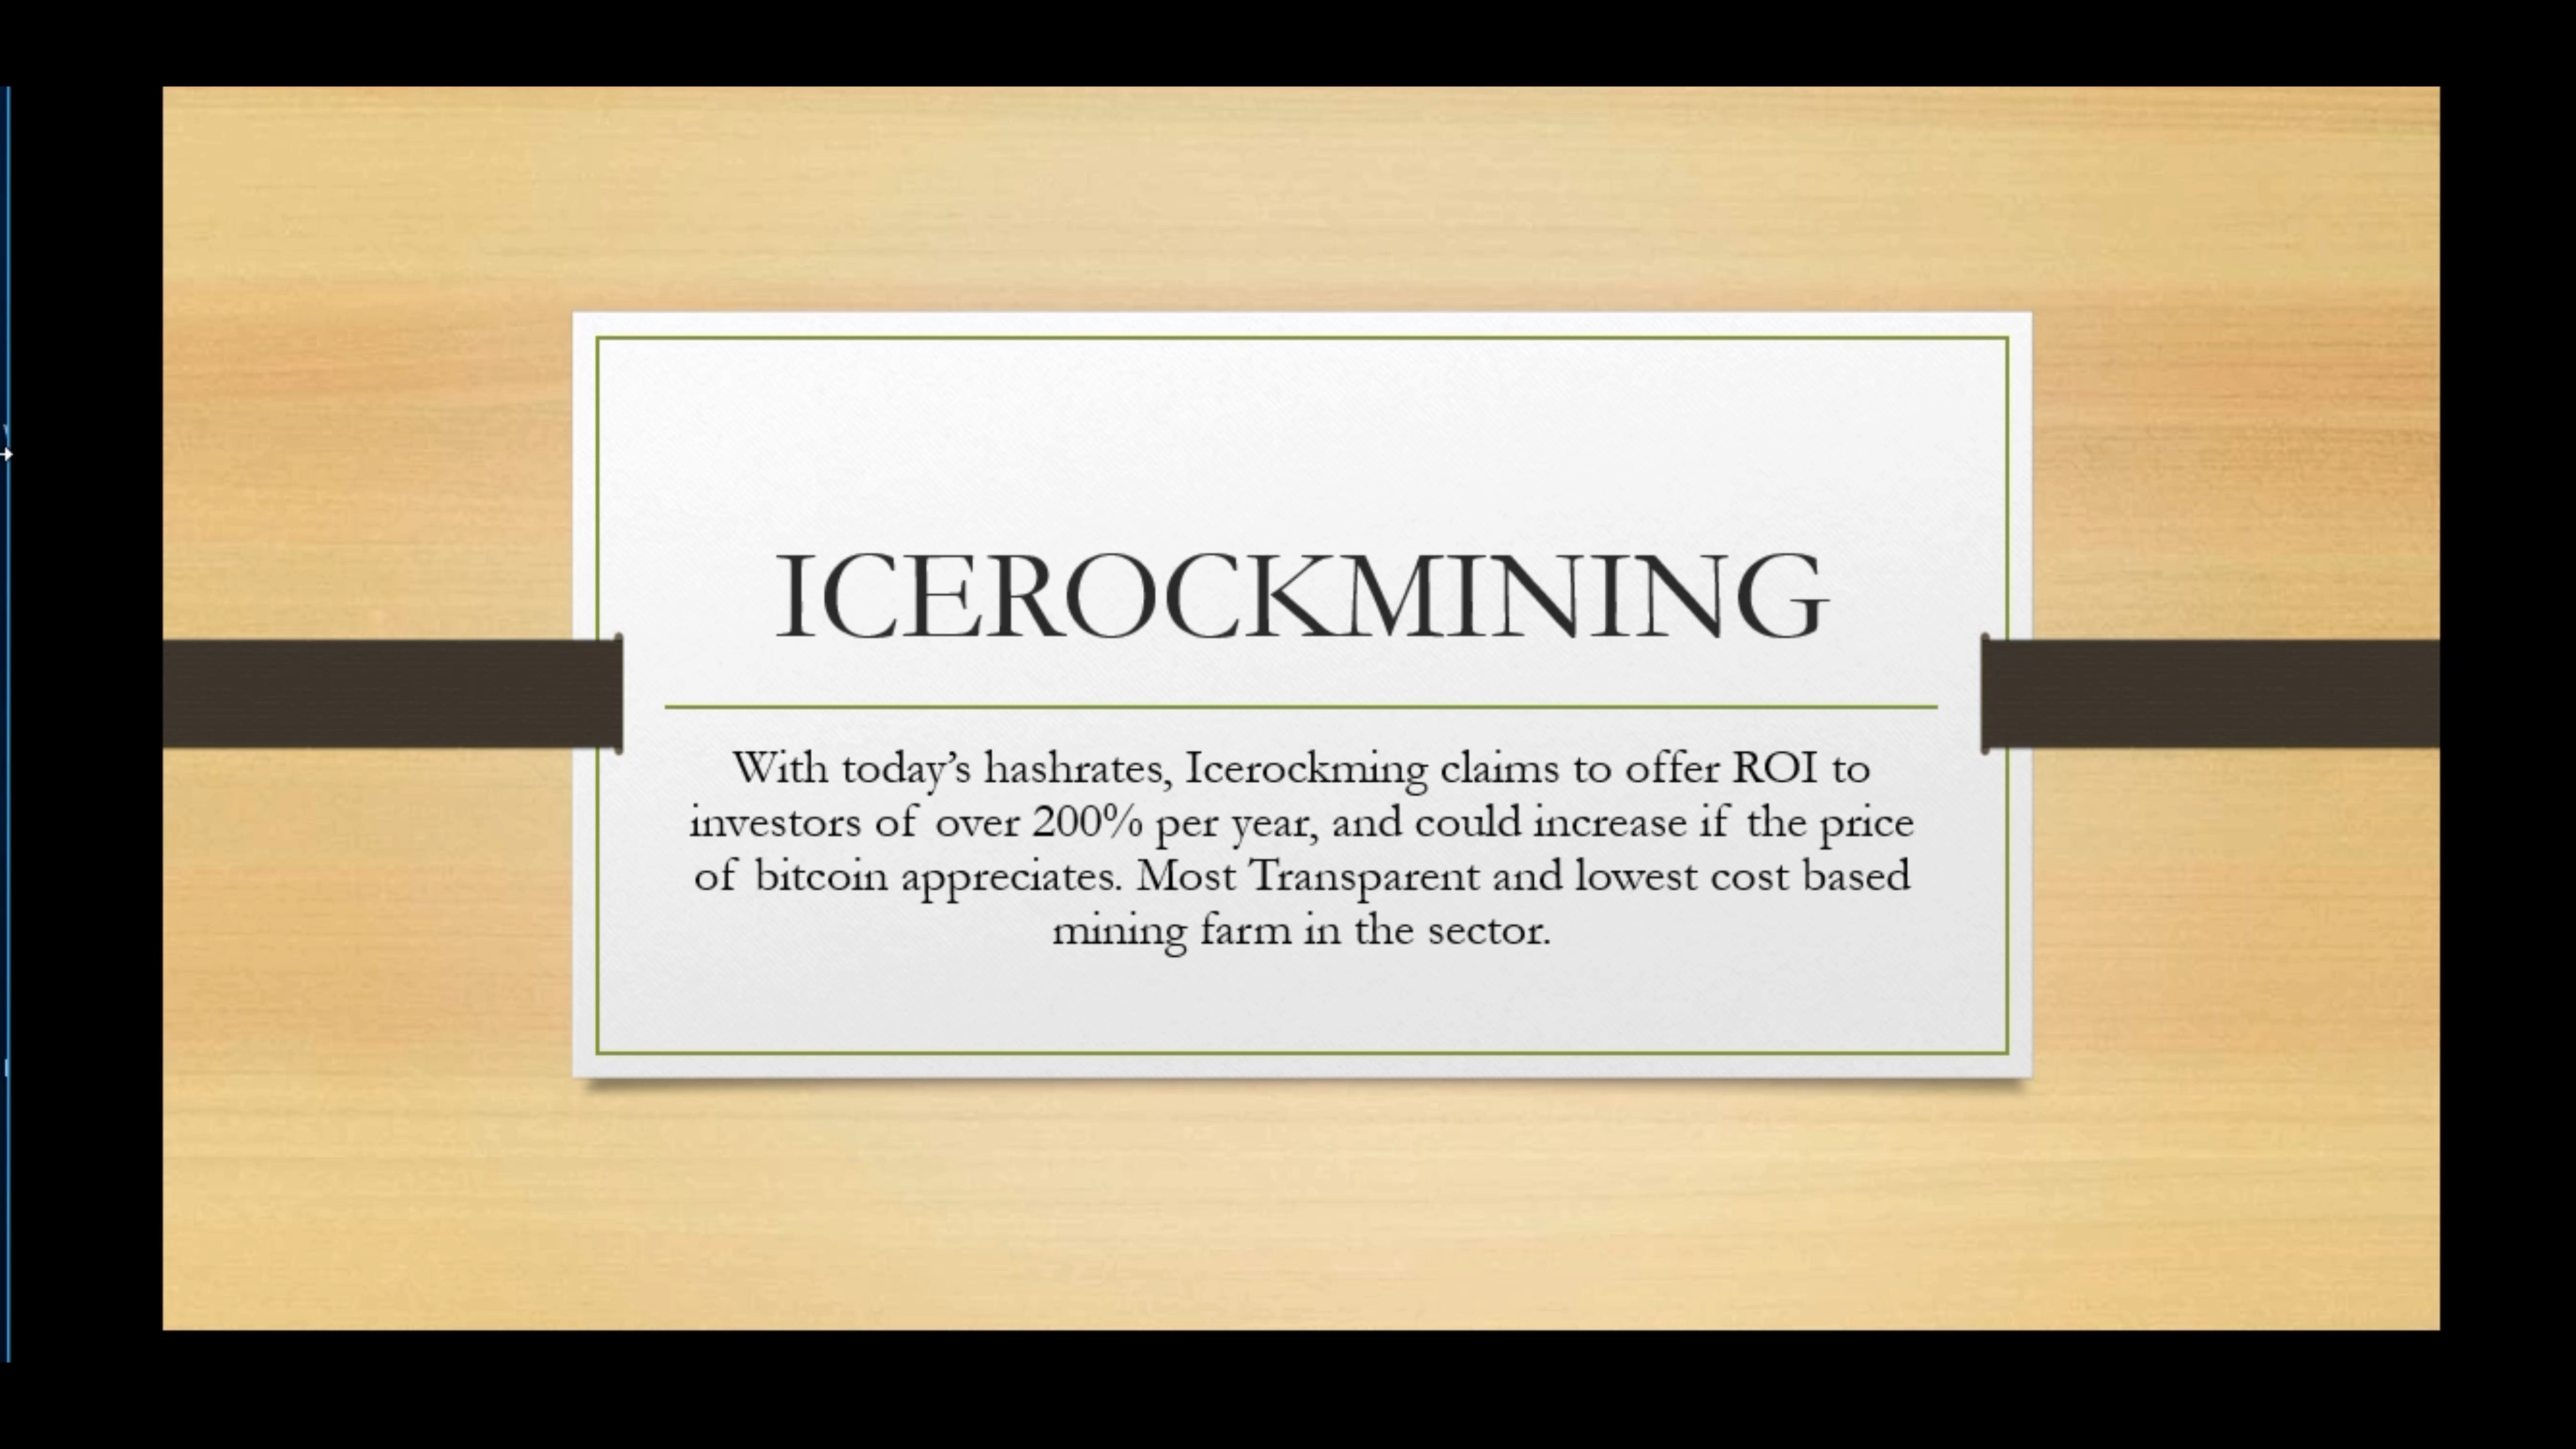 ICEROCKMINING
With today’s hashrates, Icerockming claims to offer ROI to
investors of over 200% per year, and could increase if the price
of bitcoin appreciates. Most Transparent and lowest cost based
mining farm in the sector.